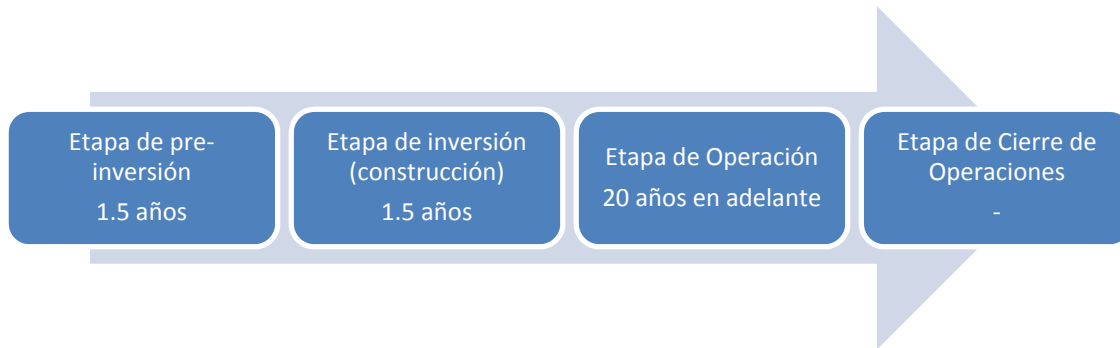 Etapa de pre-
inversión
1.5 años
Etapa de inversión
(construcción)
1.5 años
Etapa de Operación
20 años en adelante
Etapa de Cierre de
Operaciones
-